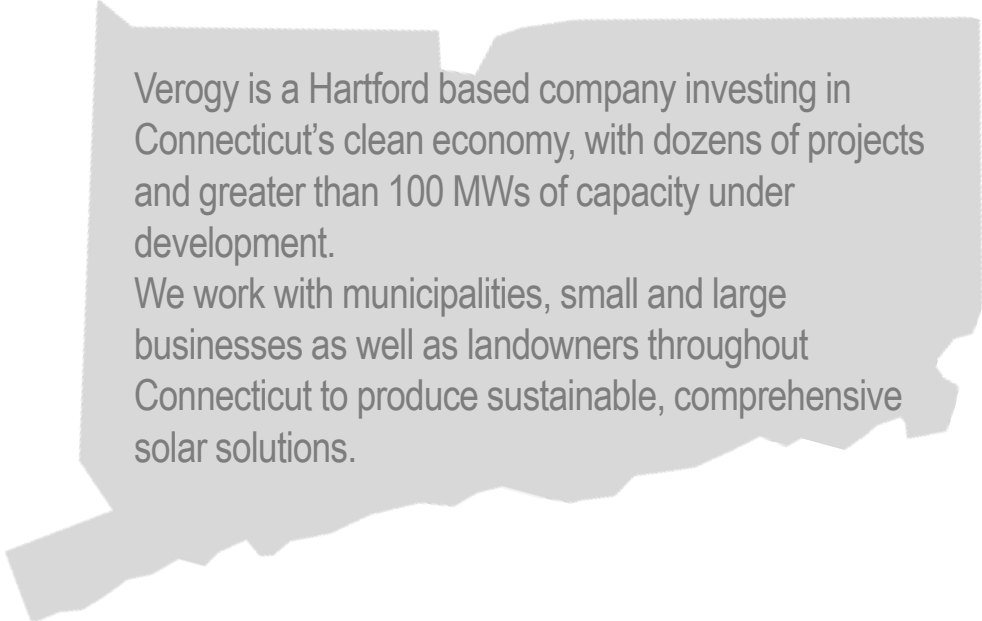 Verogy is a Hartford based company investing in
Connecticut’s clean economy, with dozens of projects
and greater than 100 MWs of capacity under
development.
We work with municipalities, small and large
businesses as well as landowners throughout
Connecticut to produce sustainable, comprehensive
solar solutions.